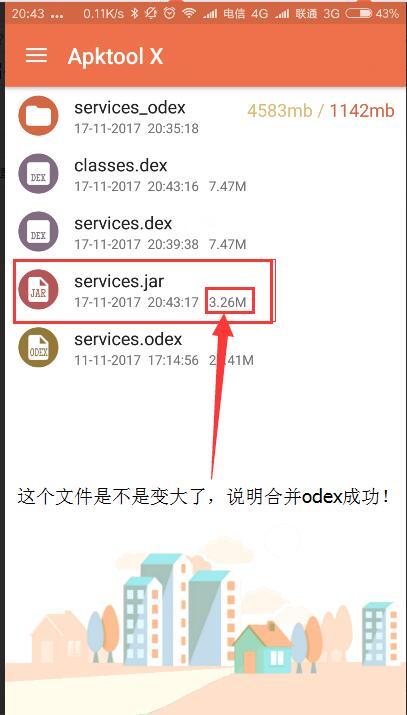 20:43 ... 0.11K/s 电信 4G 联通 3G 43%
Apktool X
services_odex
4583mb / 1142mb
17-11-2017 20:35:18
classes.dex
DEX
17-11-2017 20:43:16 7.47M
services.dex
DEX
17-11-2017 20:39:38 7.47M
services.jar
JAR
17-11-2017 20:43:17 3.26M
services.odex
ODEX
11-11-2017 17:14:56
这个文件是不是变大了，说明合并odex成功！